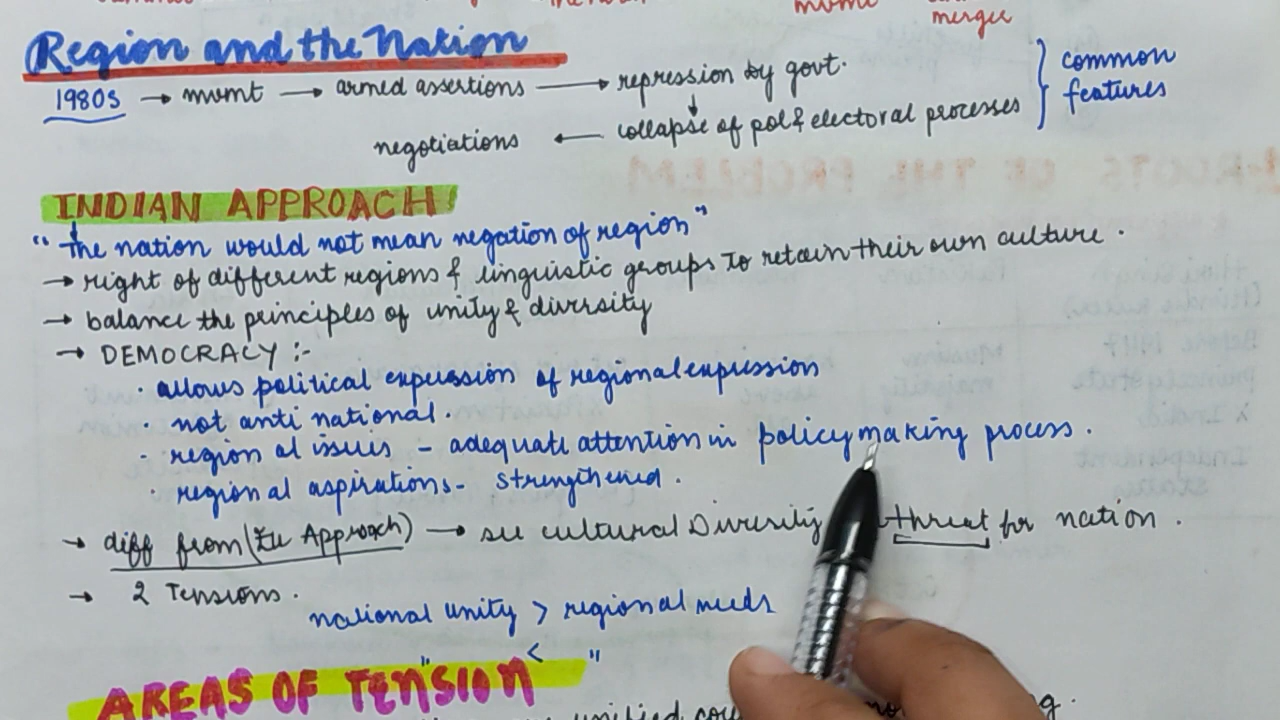 mvmt
merger
Region and the Nation
1980s → mvmt → armed assertions → repression by govt.
common features
↓
negotiations ← collapse of pol & electoral processes
INDIAN APPROACH
"the nation would not mean negation of region"
→ right of different regions & linguistic groups to retain their own culture.
→ balance the principles of unity & diversity
→ DEMOCRACY :-
· allows political expression of regional expression
· not anti national.
- regional issues - adequate attention in policymaking process.
· regional aspirations - strengthened.
→ diff from (EU Approach) → see cultural Diversity threat for nation.
→ 2 Tensions.
national unity > regional needs
" < "
AREAS OF TENSION
unified